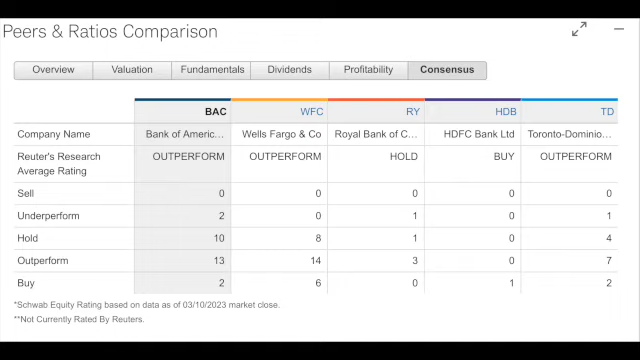 Peers & Ratios Comparison
Overview Valuation Fundamentals Dividends Profitability Consensus
BAC WFC RY HDB TD
Company Name Bank of Americ... Wells Fargo & Co Royal Bank of C... HDFC Bank Ltd Toronto-Dominio...
Reuter's Research OUTPERFORM OUTPERFORM HOLD BUY OUTPERFORM
Average Rating
Sell 0 0 0 0 0
Underperform 2 0 1 0 1
Hold 10 8 1 0 4
Outperform 13 14 3 0 7
Buy 2 6 0 1 2
*Schwab Equity Rating based on data as of 03/10/2023 market close.
**Not Currently Rated By Reuters.